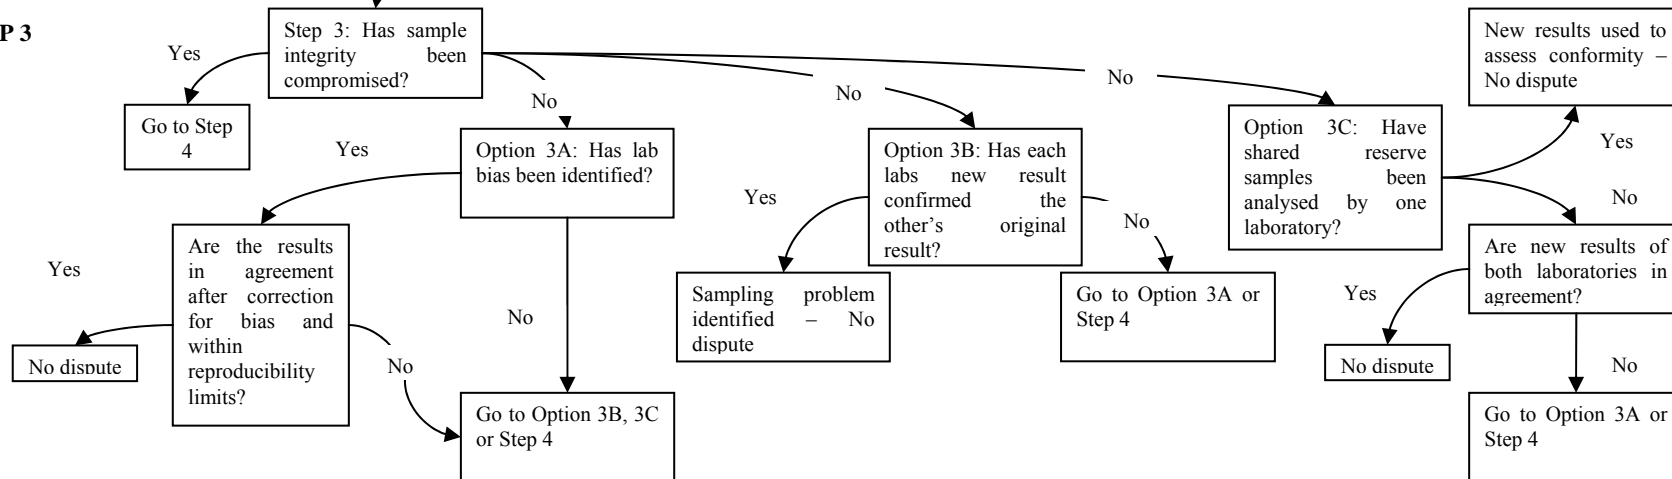 P 3
Step 3: Has sample
integrity been
compromised?
Yes
No
No
No
Go to Step
4
Option 3A: Has lab
bias been identified?
Yes
No
Are the results
in agreement
after correction
for bias and
within
reproducibility
limits?
Yes
No dispute
No
Go to Option 3B, 3C
or Step 4
Option 3B: Has each
labs new result
confirmed the
other's original
result?
Yes
No
Sampling problem
identified – No
dispute
Go to Option 3A or
Step 4
Option 3C: Have
shared reserve
samples been
analysed by one
laboratory?
Yes
No
New results used to
assess conformity –
No dispute
Are new results of
both laboratories in
agreement?
Yes
No dispute
No
Go to Option 3A or
Step 4